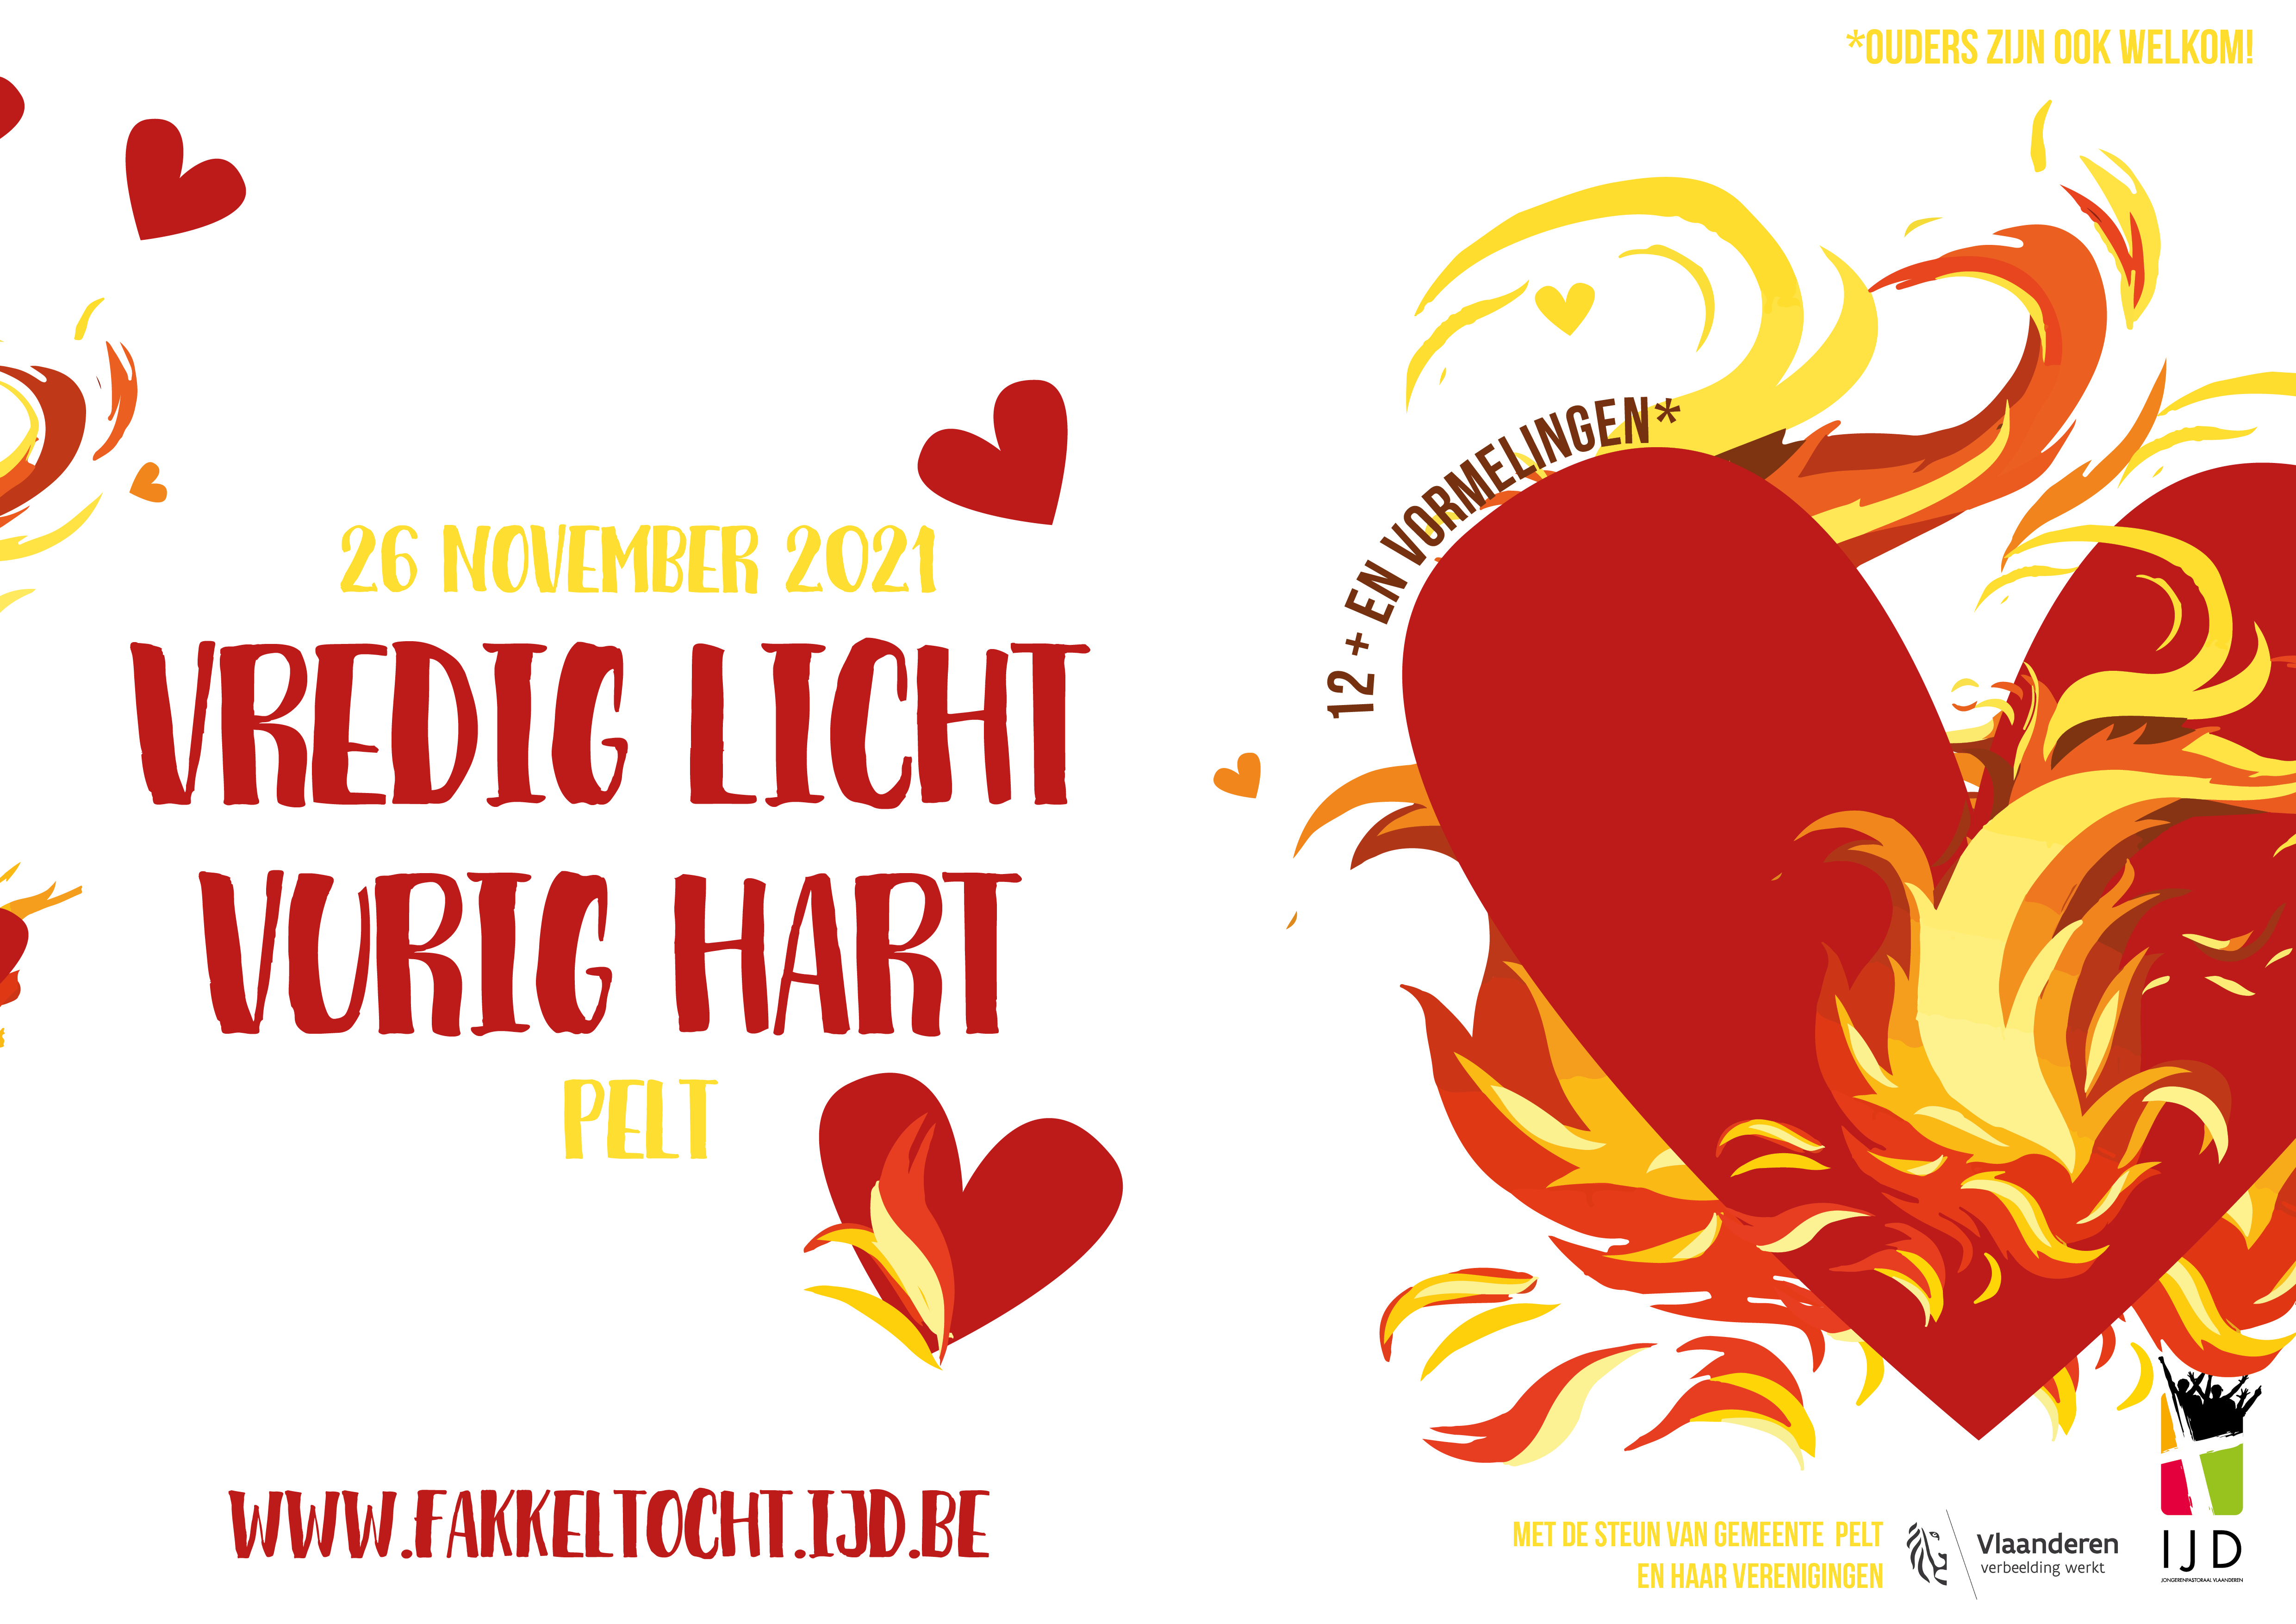 *OUDERS ZIJN OOK WELKOM!
26 NOVEMBER 2021
VREDIG LICHT
VURIG HART
PELT
WWW.FAKKELTOCHT.IJD.BE
12 + EN VORMELINGEN*
MET DE STEUN VAN GEMEENTE PELT
EN HAAR VERENIGINGEN
Vlaanderen
verbeelding werkt
IJD
JONGERENPASTORAAL VLAANDEREN